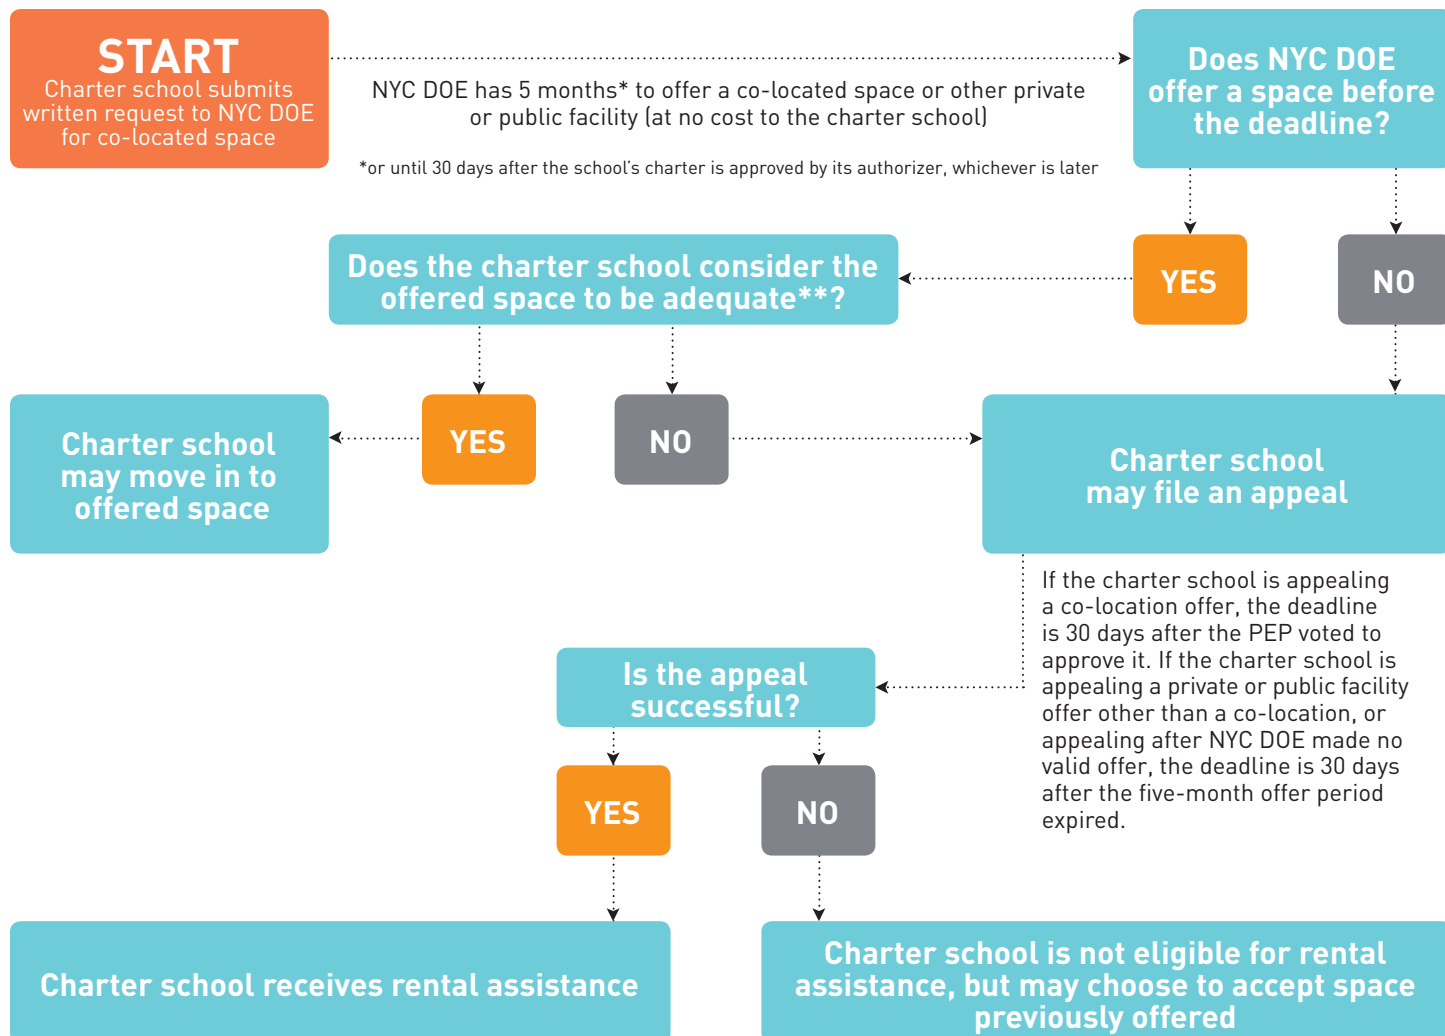 START
Charter school submits
written request to NYC DOE
for co-located space
NYC DOE has 5 months* to offer a co-located space or other private
or public facility (at no cost to the charter school)
*or until 30 days after the school’s charter is approved by its authorizer, whichever is later
Does NYC DOE
offer a space before
the deadline?
YES
NO
Does the charter school consider the
offered space to be adequate**?
YES
NO
Charter school
may move in to
offered space
Charter school
may file an appeal
If the charter school is appealing
a co-location offer, the deadline
is 30 days after the PEP voted to
approve it. If the charter school is
appealing a private or public facility
offer other than a co-location, or
appealing after NYC DOE made no
valid offer, the deadline is 30 days
after the five-month offer period
expired.
Is the appeal
successful?
YES
NO
Charter school receives rental assistance
Charter school is not eligible for rental
assistance, but may choose to accept space
previously offered